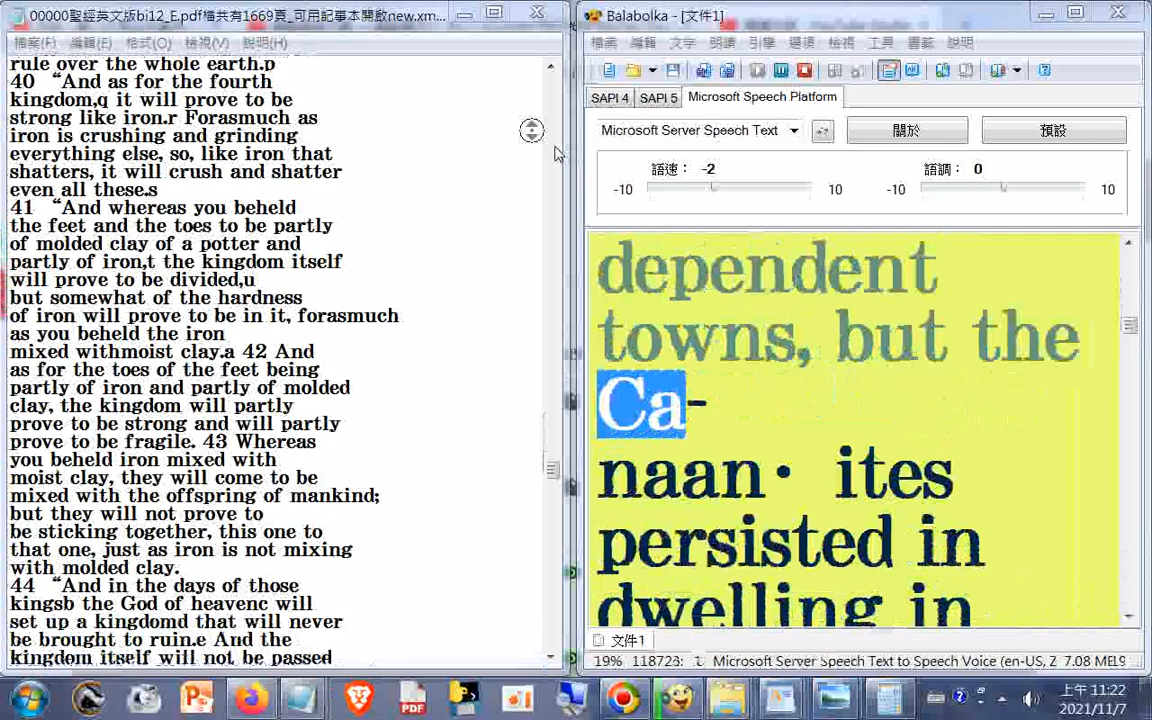 00000聖經英文版bi12_E.pdf檔共有1669頁_可用記事本開啟new.xm...
檔案(F) 編輯(E) 格式(O) 檢視(V) 說明(H)
rule over the whole earth.p
40 “And as for the fourth
kingdom,q it will prove to be
strong like iron.r Forasmuch as
iron is crushing and grinding
everything else, so, like iron that
shatters, it will crush and shatter
even all these.s
41 “And whereas you beheld
the feet and the toes to be partly
of molded clay of a potter and
partly of iron,t the kingdom itself
will prove to be divided,u
but somewhat of the hardness
of iron will prove to be in it, forasmuch
as you beheld the iron
mixed withmoist clay.a 42 And
as for the toes of the feet being
partly of iron and partly of molded
clay, the kingdom will partly
prove to be strong and will partly
prove to be fragile. 43 Whereas
you beheld iron mixed with
moist clay, they will come to be
mixed with the offspring of mankind;
but they will not prove to
be sticking together, this one to
that one, just as iron is not mixing
with molded clay.
44 “And in the days of those
kingsb the God of heavenc will
set up a kingdomd that will never
be brought to ruin.e And the
kingdom itself will not be passed
Balabolka - [文件1]
檔案 編輯 文字 朗讀 引擎 選項 檢視 工具 書籤 說明
SAPI 4 SAPI 5 Microsoft Speech Platform
Microsoft Server Speech Text 關於 預設
語速： -2 語調： 0
-10 10 -10 10
dependent
towns, but the
Ca-
naan· ites
persisted in
dwelling in
文件1
19% 118723: Microsoft Server Speech Text to Speech Voice (en-US, Z 7.08 ME
PDF
上午 11:22
2021/11/7